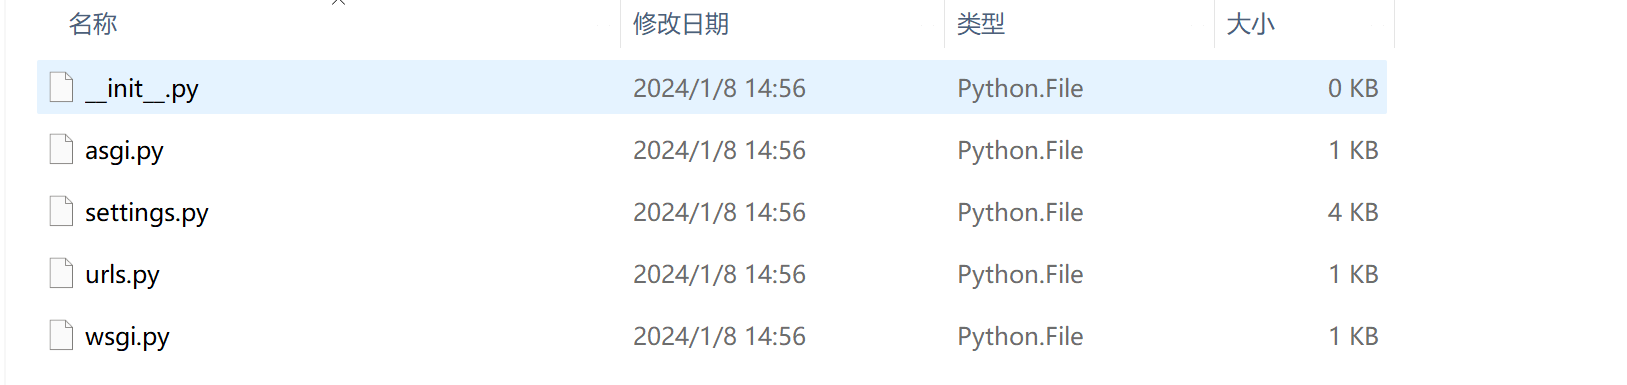 名称 修改日期 类型 大小
__init__.py 2024/1/8 14:56 Python.File 0 KB
asgi.py 2024/1/8 14:56 Python.File 1 KB
settings.py 2024/1/8 14:56 Python.File 4 KB
urls.py 2024/1/8 14:56 Python.File 1 KB
wsgi.py 2024/1/8 14:56 Python.File 1 KB